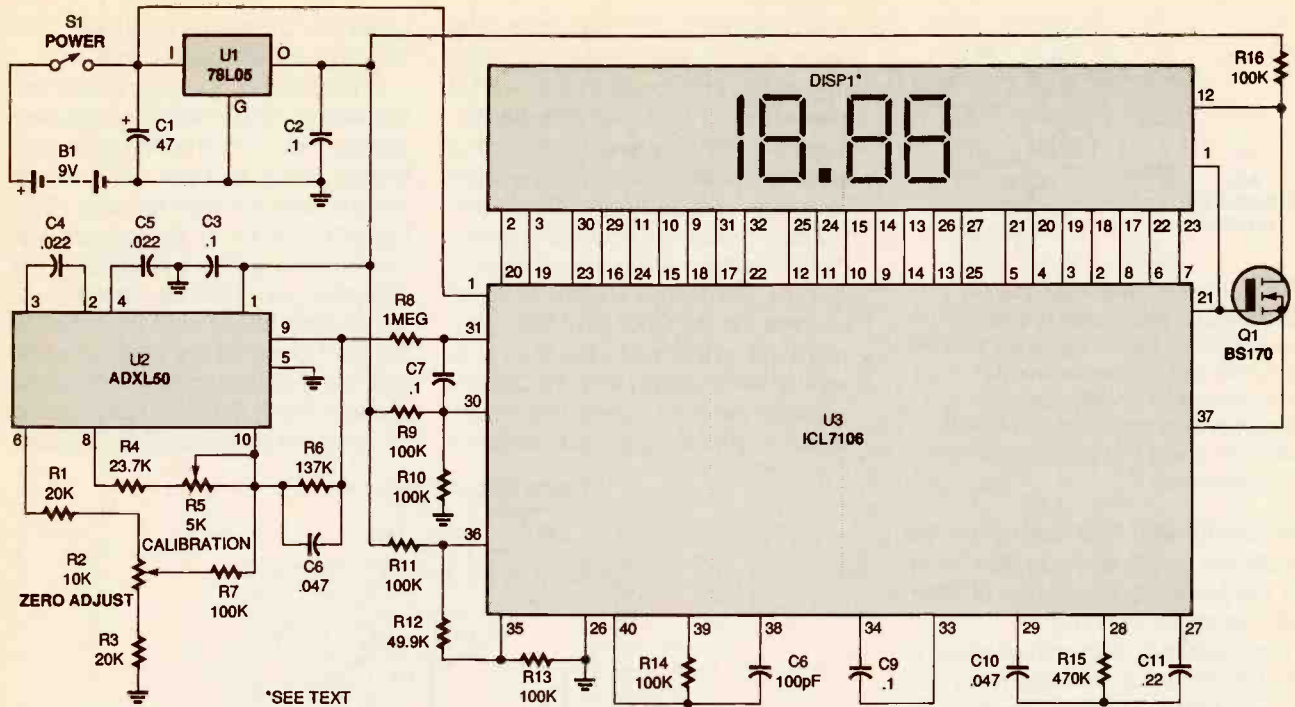 S1
POWER
I
U1
78L05
O
G
C1
47
+
C2
.1
B1
9V
+
R16
100K
DISP1*
18.88
12
1
2 3 30 29 11 10 9 31 32 25 24 15 14 13 26 27 21 20 19 18 17 22 23
20 19 23 16 24 15 18 17 22 12 11 10 9 14 13 25 5 4 3 2 8 6 7
C4
.022
C5
.022
C3
.1
3 2 4 1
U2
ADXL50
9
5
6 8 10
R1
20K
R4
23.7K
R5
5K
CALIBRATION
R6
137K
C6
.047
R2
10K
ZERO ADJUST
R7
100K
R3
20K
R8
1MEG
C7
.1
R9
100K
R10
100K
R11
100K
R12
49.9K
R13
100K
1
31
30
36
U3
ICL7106
21
37
Q1
BS170
35 26 40 39 38 34 33 29 28 27
R14
100K
C6
100pF
C9
.1
C10
.047
R15
470K
C11
.22
*SEE TEXT